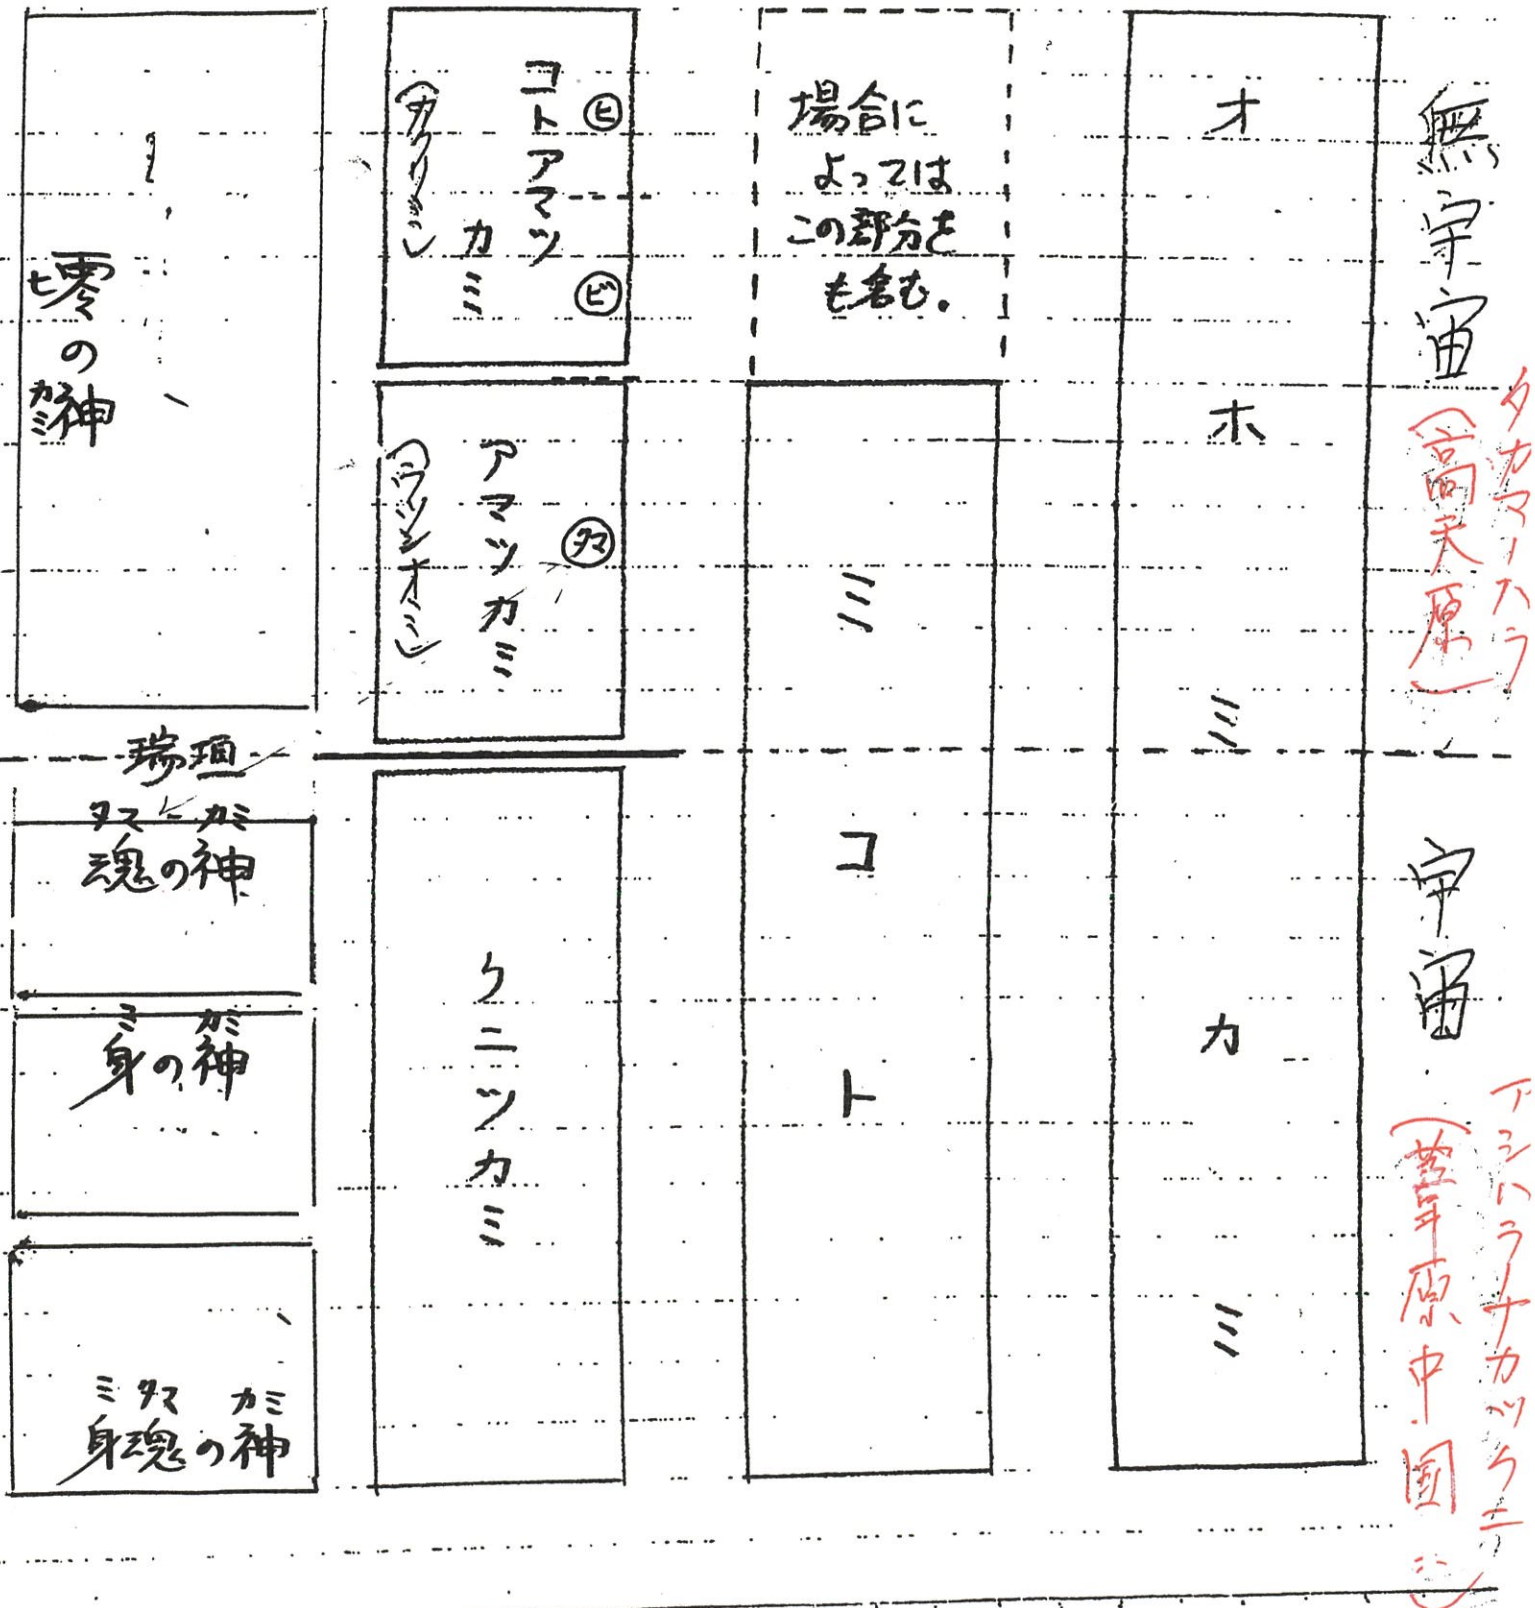 無宇宙
タカマノハラ
(高天原)
宇宙
アシハラノナカツクニ
(葦原中国)
オホミカミ
場合に
よっては
この部分を
も含む。
ミコト
ヒ
ビ
コトアマツ
カミ
タマ
アマツカミ
クニツカミ
零の神
ヒ
カミ
瑞垣
タマノカミ
魂の神
ミ カミ
身の神
ミタマ カミ
身魂の神